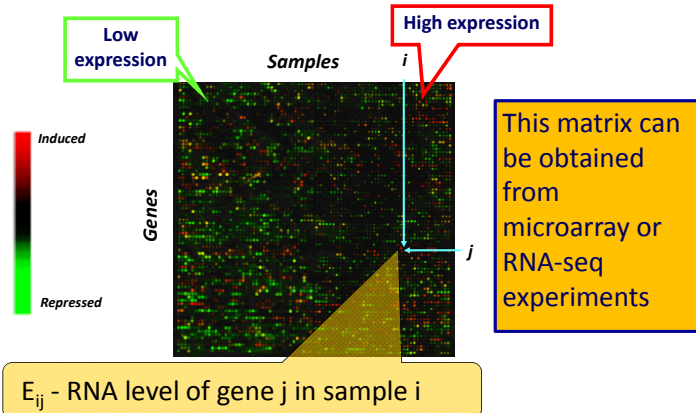 Low
expression
High expression
Samples
i
Induced
Genes
Repressed
j
This matrix can
be obtained
from
microarray or
RNA-seq
experiments
Eij - RNA level of gene j in sample i